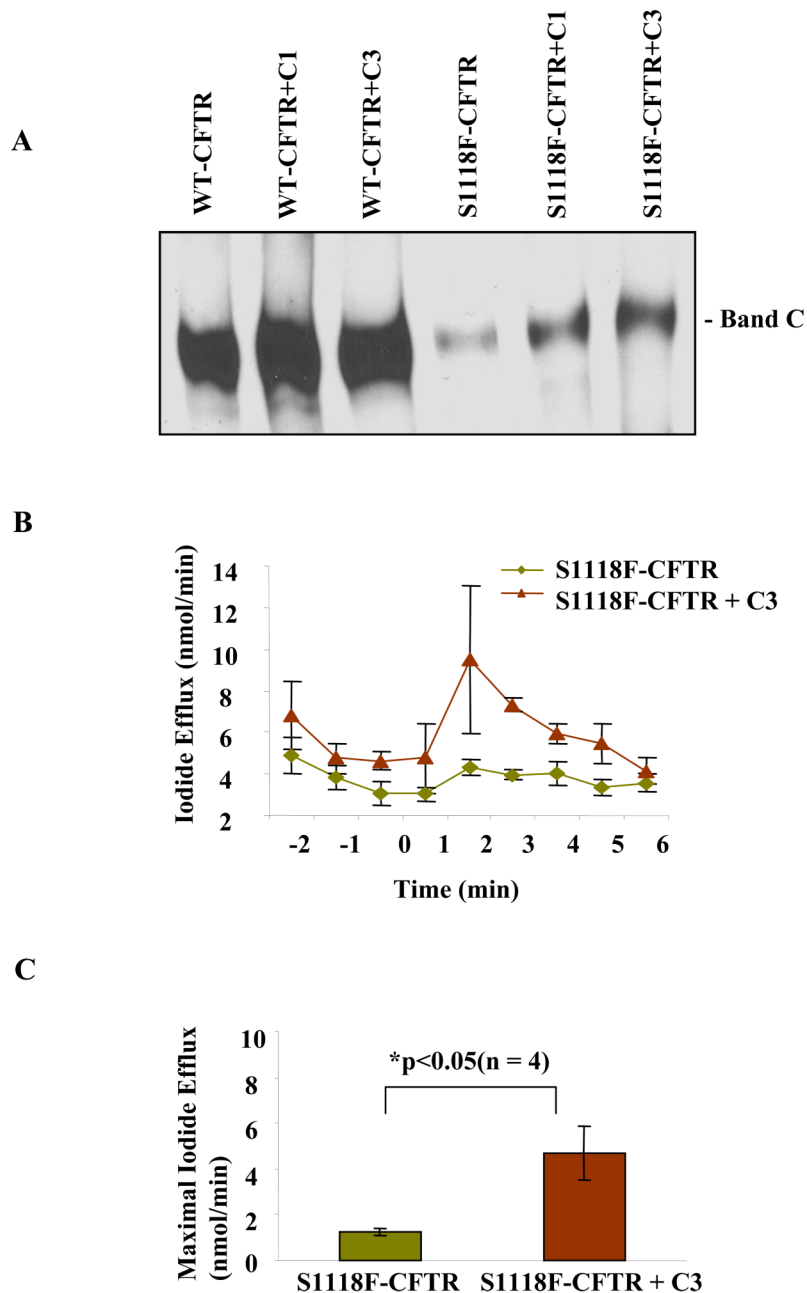 A
WT-CFTR
WT-CFTR+C1
WT-CFTR+C3
S1118F-CFTR
S1118F-CFTR+C1
S1118F-CFTR+C3
- Band C
B
Iodide Efflux (nmol/min)
14
12
10
8
6
4
2
S1118F-CFTR
S1118F-CFTR + C3
-2 -1 0 1 2 3 4 5 6
Time (min)
C
Maximal Iodide Efflux
(nmol/min)
10
8
6
4
2
0
*p<0.05(n = 4)
S1118F-CFTR S1118F-CFTR + C3